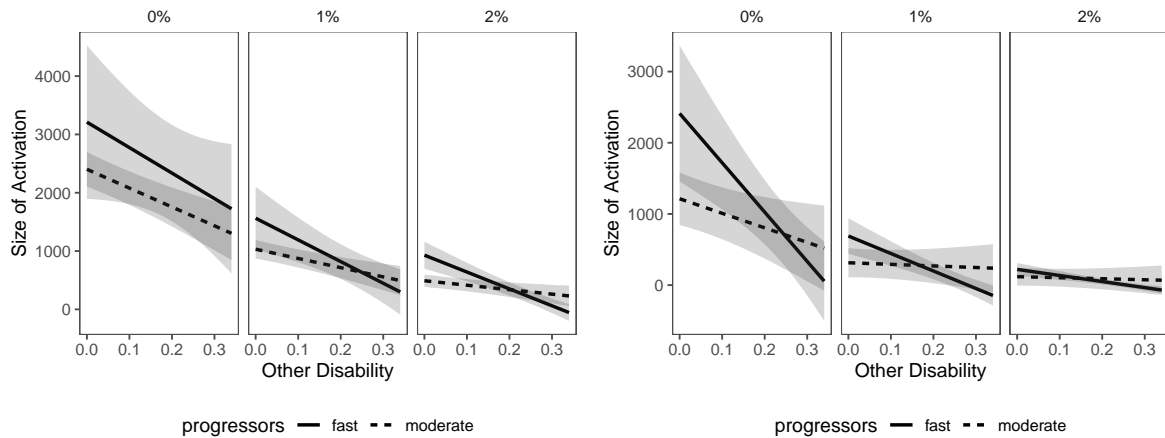 0% 1% 2%
Size of Activation
4000
3000
2000
1000
0
0.0 0.1 0.2 0.3 0.0 0.1 0.2 0.3 0.0 0.1 0.2 0.3
Other Disability
progressors fast moderate
0% 1% 2%
Size of Activation
3000
2000
1000
0
0.0 0.1 0.2 0.3 0.0 0.1 0.2 0.3 0.0 0.1 0.2 0.3
Other Disability
progressors fast moderate